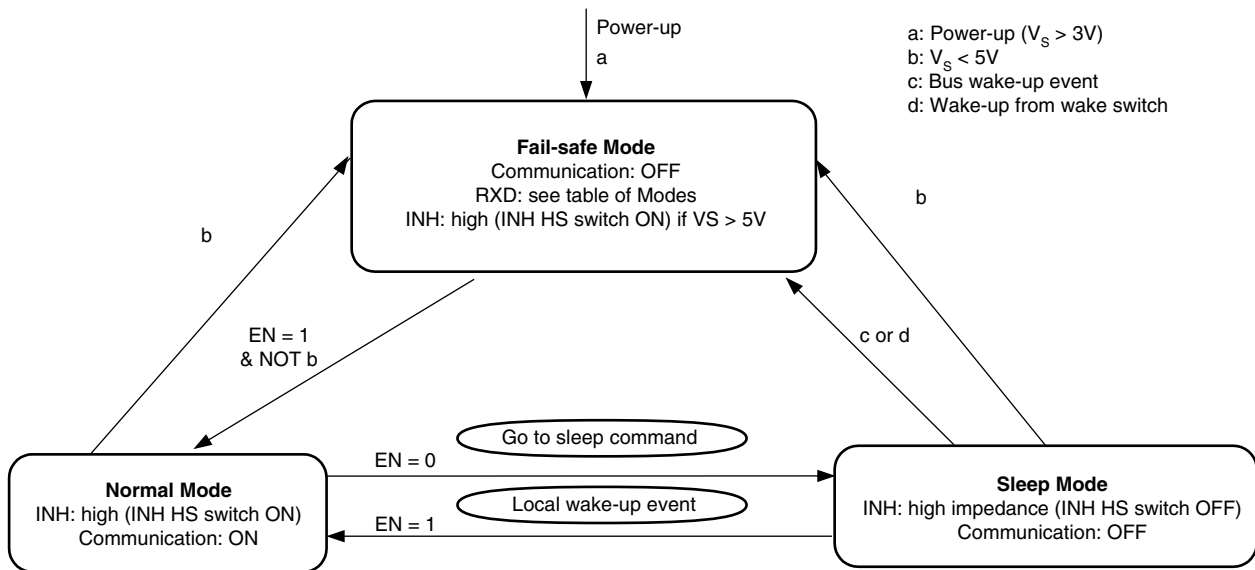 Power-up
a
a: Power-up (V_S > 3V)
b: V_S < 5V
c: Bus wake-up event
d: Wake-up from wake switch
Fail-safe Mode
Communication: OFF
RXD: see table of Modes
INH: high (INH HS switch ON) if VS > 5V
b
b
EN = 1
& NOT b
c or d
Go to sleep command
EN = 0
Normal Mode
INH: high (INH HS switch ON)
Communication: ON
Local wake-up event
EN = 1
Sleep Mode
INH: high impedance (INH HS switch OFF)
Communication: OFF